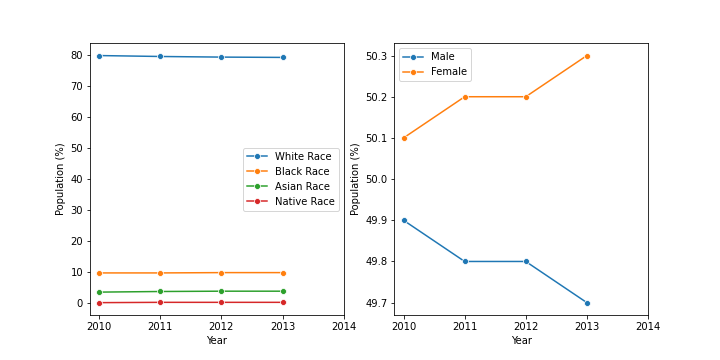 80
70
60
50
40
30
20
10
0
Population (%)
White Race
Black Race
Asian Race
Native Race
2010 2011 2012 2013 2014
Year
50.3
50.2
50.1
50.0
49.9
49.8
49.7
Population (%)
Male
Female
2010 2011 2012 2013 2014
Year